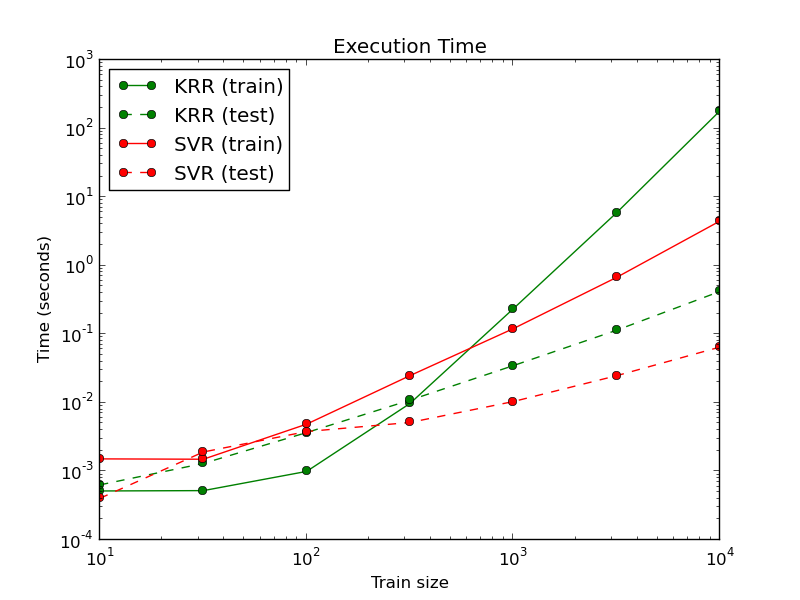 Execution Time
KRR (train)
KRR (test)
SVR (train)
SVR (test)
10^3
10^2
10^1
10^0
10^-1
10^-2
10^-3
10^-4
Time (seconds)
10^1 10^2 10^3 10^4
Train size